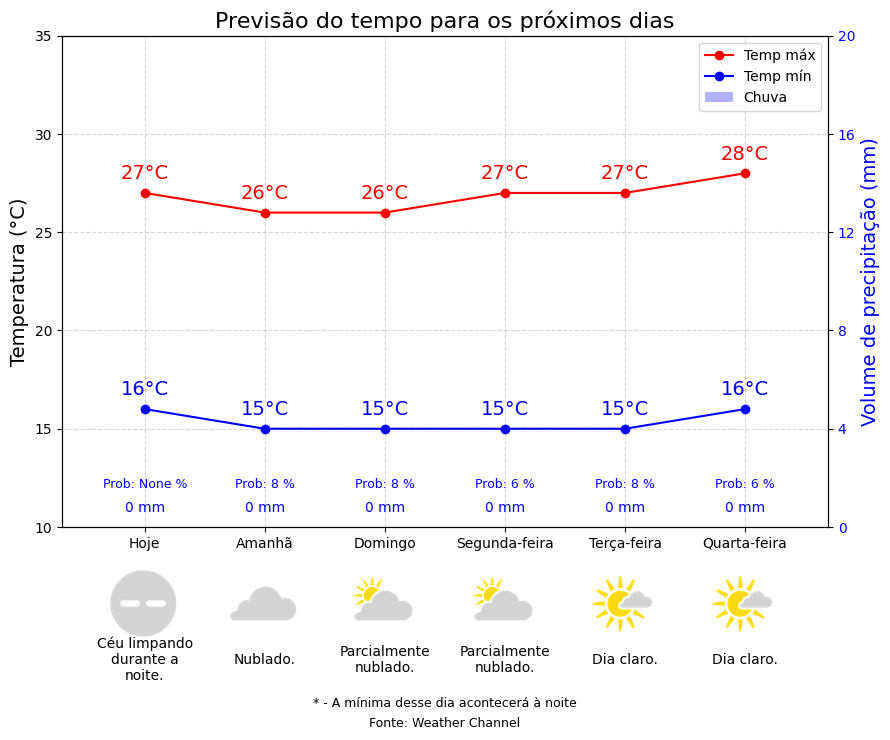 Previsão do tempo para os próximos dias
35
30
25
20
15
10
Temperatura (°C)
20
16
12
8
4
0
Volume de precipitação (mm)
Temp máx
Temp mín
Chuva
27°C
26°C
26°C
27°C
27°C
28°C
16°C
15°C
15°C
15°C
15°C
16°C
Prob: None %
Prob: 8 %
Prob: 8 %
Prob: 6 %
Prob: 8 %
Prob: 6 %
0 mm
0 mm
0 mm
0 mm
0 mm
0 mm
Hoje
Amanhã
Domingo
Segunda-feira
Terça-feira
Quarta-feira
Céu limpando
durante a
noite.
Nublado.
Parcialmente
nublado.
Parcialmente
nublado.
Dia claro.
Dia claro.
* - A mínima desse dia acontecerá à noite
Fonte: Weather Channel